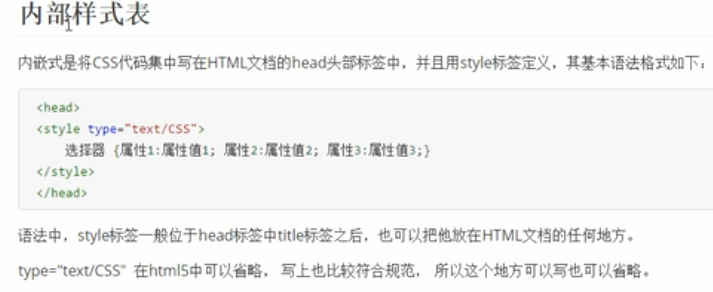 内部样式表
内嵌式是将CSS代码集中写在HTML文档的head头部标签中，并且用style标签定义，其基本语法格式如下：
<head>
<style type="text/CSS">
选择器 {属性1:属性值1; 属性2:属性值2; 属性3:属性值3;}
</style>
</head>
语法中，style标签一般位于head标签中title标签之后，也可以把他放在HTML文档的任何地方。
type="text/CSS" 在html5中可以省略， 写上也比较符合规范， 所以这个地方可以写也可以省略。